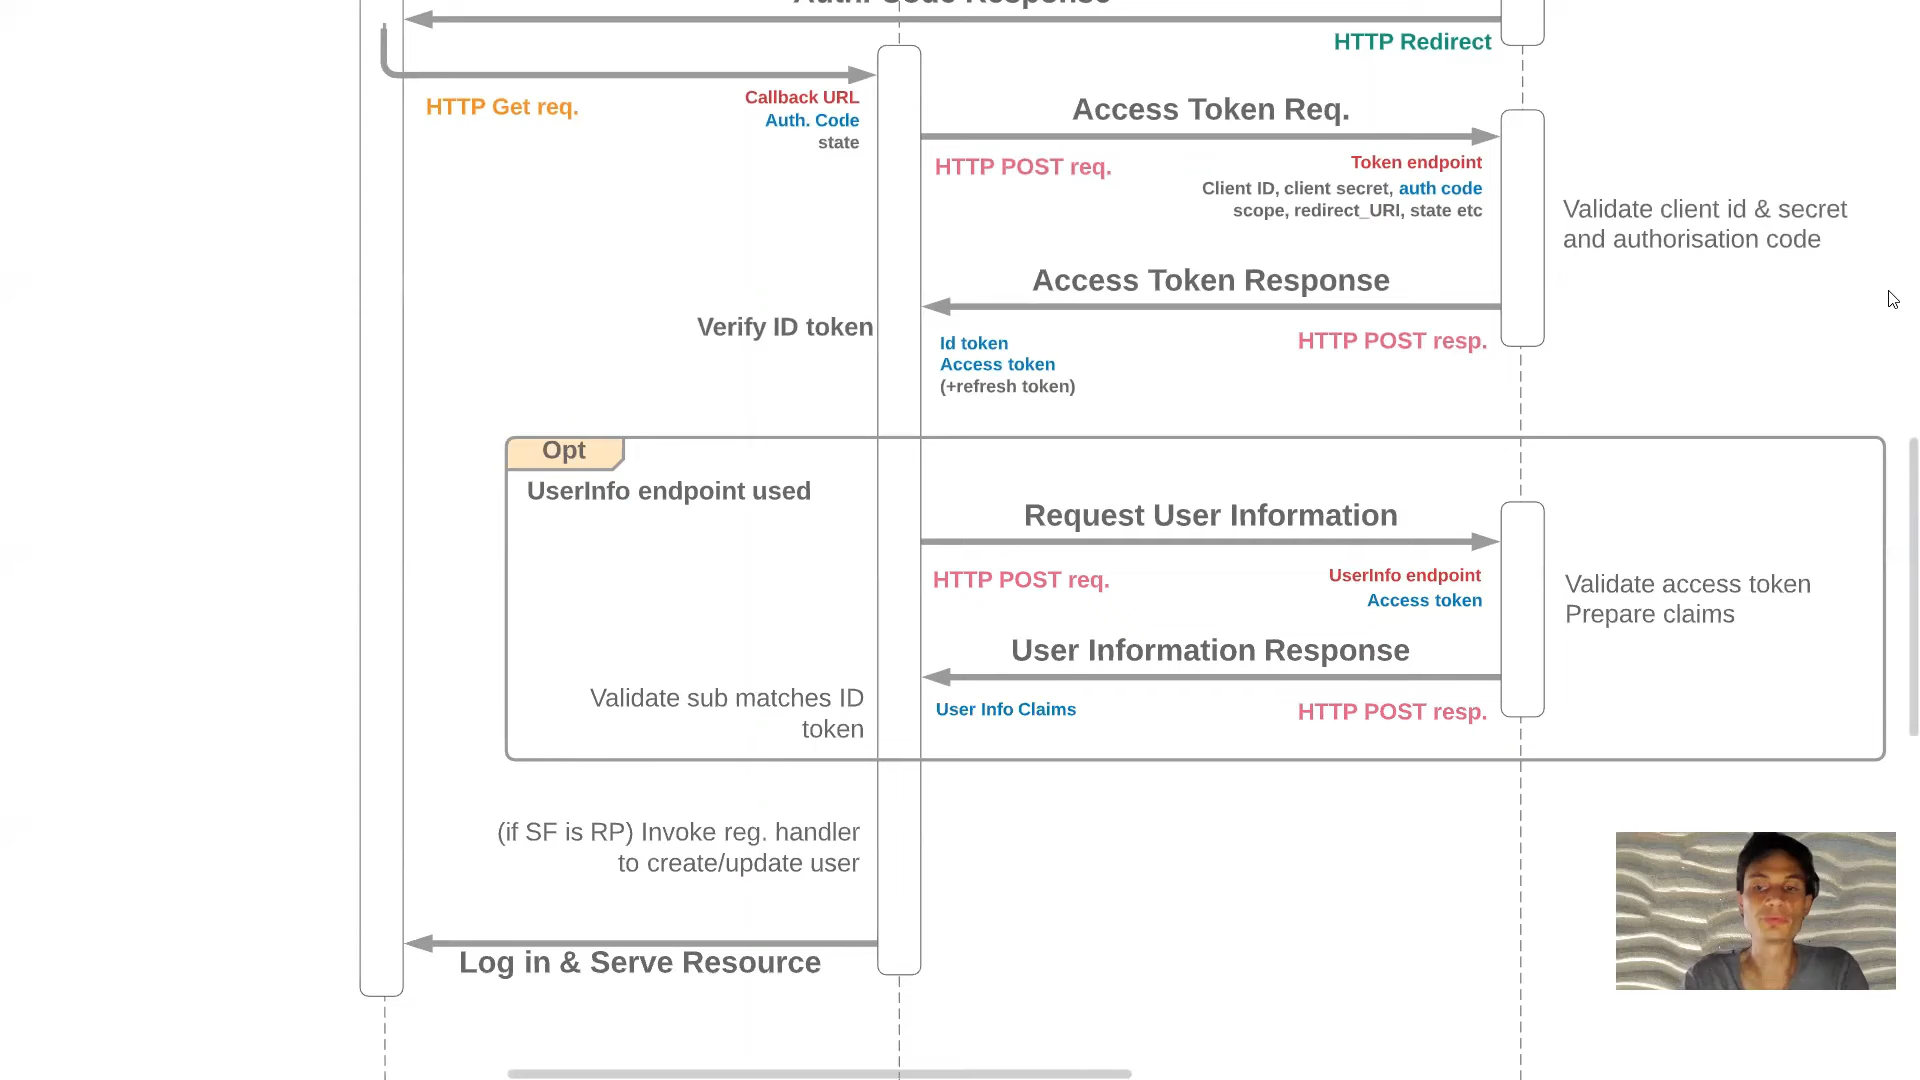 Auth. Code Response
HTTP Redirect
HTTP Get req.
Callback URL
Auth. Code
state
Access Token Req.
HTTP POST req.
Token endpoint
Client ID, client secret, auth code
scope, redirect_URI, state etc
Validate client id & secret
and authorisation code
Access Token Response
Verify ID token
HTTP POST resp.
Id token
Access token
(+refresh token)
Opt
UserInfo endpoint used
Request User Information
HTTP POST req.
UserInfo endpoint
Access token
Validate access token
Prepare claims
User Information Response
Validate sub matches ID
token
User Info Claims
HTTP POST resp.
(if SF is RP) Invoke reg. handler
to create/update user
Log in & Serve Resource